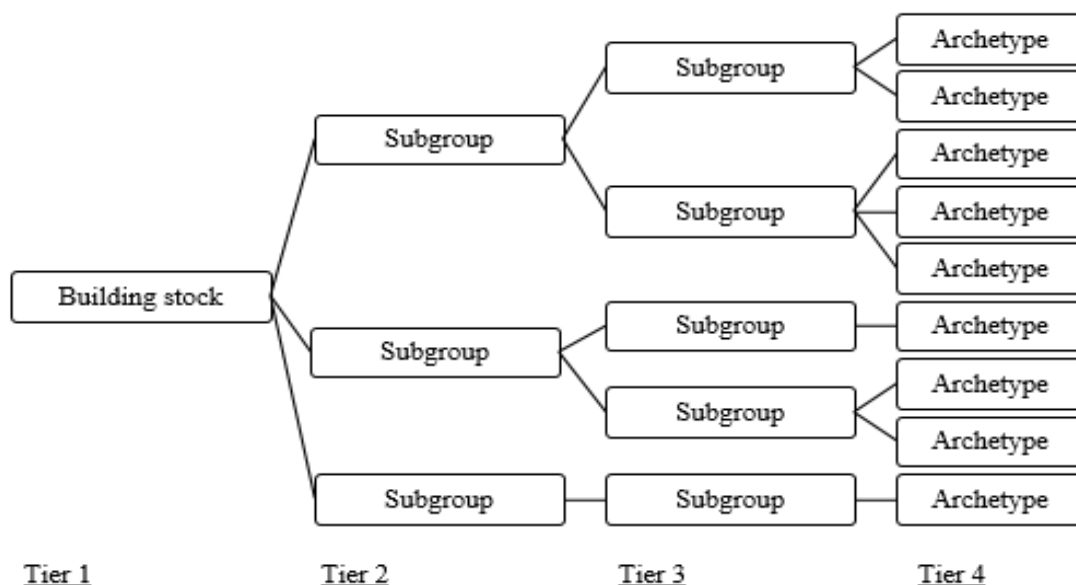 Archetype
Subgroup
Archetype
Subgroup
Archetype
Subgroup
Archetype
Archetype
Building stock
Subgroup
Archetype
Subgroup
Archetype
Subgroup
Archetype
Archetype
Subgroup
Subgroup
Archetype
Tier 1
Tier 2
Tier 3
Tier 4